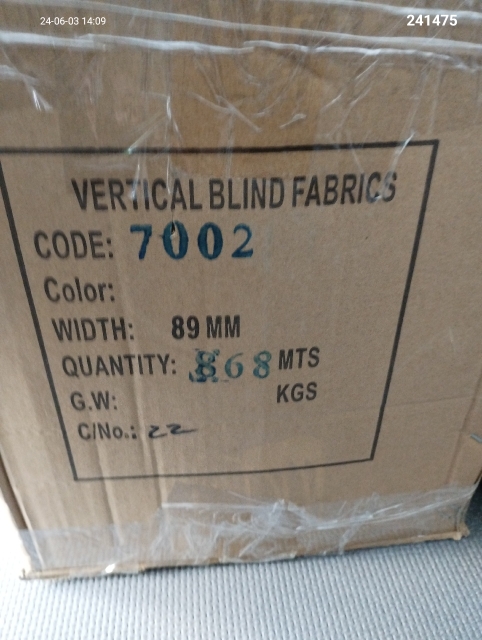 24-06-03 14:09
241475
VERTICAL BLIND FABRICS
CODE: 7002
Color:
WIDTH: 89 MM
QUANTITY: 868 MTS
G.W: KGS
C/No.: 22